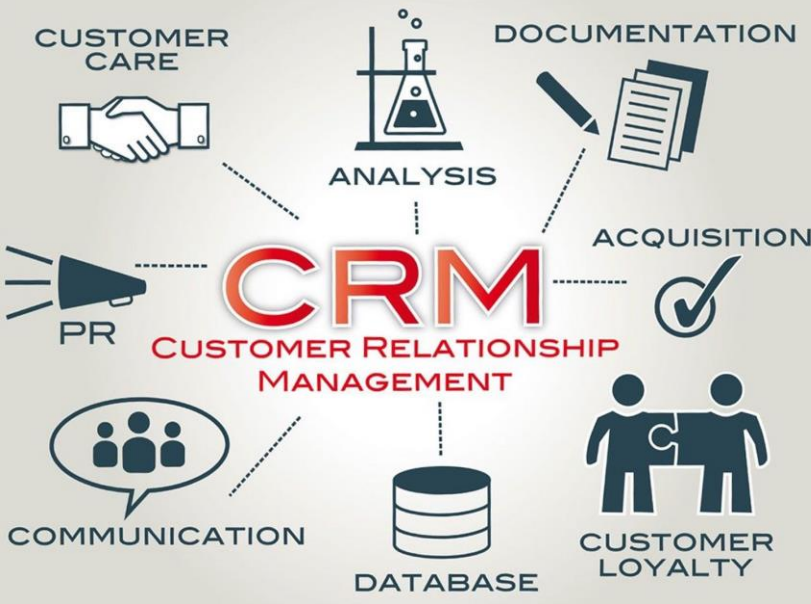 CUSTOMER
CARE
ANALYSIS
DOCUMENTATION
PR
CRM
CUSTOMER RELATIONSHIP
MANAGEMENT
ACQUISITION
COMMUNICATION
DATABASE
CUSTOMER
LOYALTY